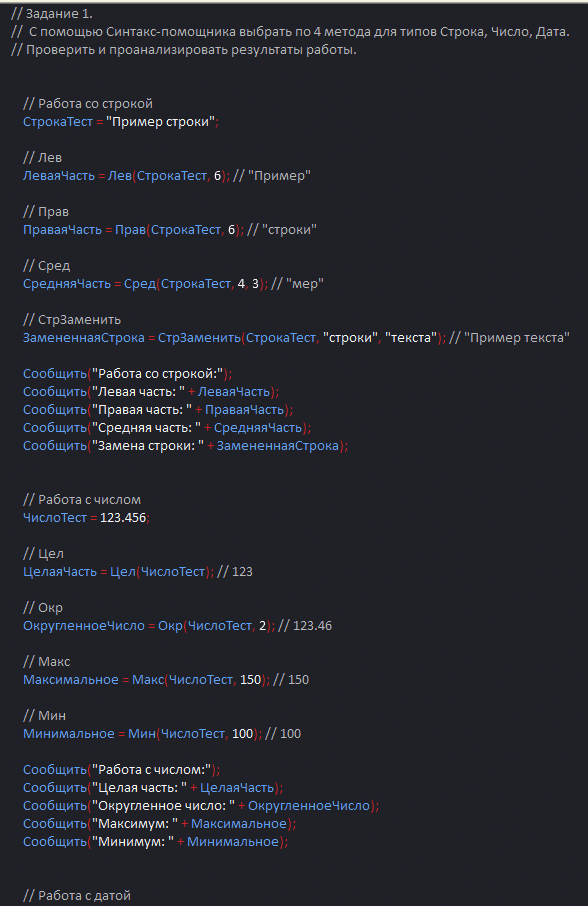 // Задание 1.
//  С помощью Синтакс-помощника выбрать по 4 метода для типов Строка, Число, Дата.
// Проверить и проанализировать результаты работы.
// Работа со строкой
СтрокаТест = "Пример строки";
// Лев
ЛеваяЧасть = Лев(СтрокаТест, 6); // "Пример"
// Прав
ПраваяЧасть = Прав(СтрокаТест, 6); // "строки"
// Сред
СредняяЧасть = Сред(СтрокаТест, 4, 3); // "мер"
// СтрЗаменить
ЗамененнаяСтрока = СтрЗаменить(СтрокаТест, "строки", "текста"); // "Пример текста"
Сообщить("Работа со строкой:");
Сообщить("Левая часть: " + ЛеваяЧасть);
Сообщить("Правая часть: " + ПраваяЧасть);
Сообщить("Средняя часть: " + СредняяЧасть);
Сообщить("Замена строки: " + ЗамененнаяСтрока);
// Работа с числом
ЧислоТест = 123.456;
// Цел
ЦелаяЧасть = Цел(ЧислоТест); // 123
// Окр
ОкругленноеЧисло = Окр(ЧислоТест, 2); // 123.46
// Макс
Максимальное = Макс(ЧислоТест, 150); // 150
// Мин
Минимальное = Мин(ЧислоТест, 100); // 100
Сообщить("Работа с числом:");
Сообщить("Целая часть: " + ЦелаяЧасть);
Сообщить("Округленное число: " + ОкругленноеЧисло);
Сообщить("Максимум: " + Максимальное);
Сообщить("Минимум: " + Минимальное);
// Работа с датой